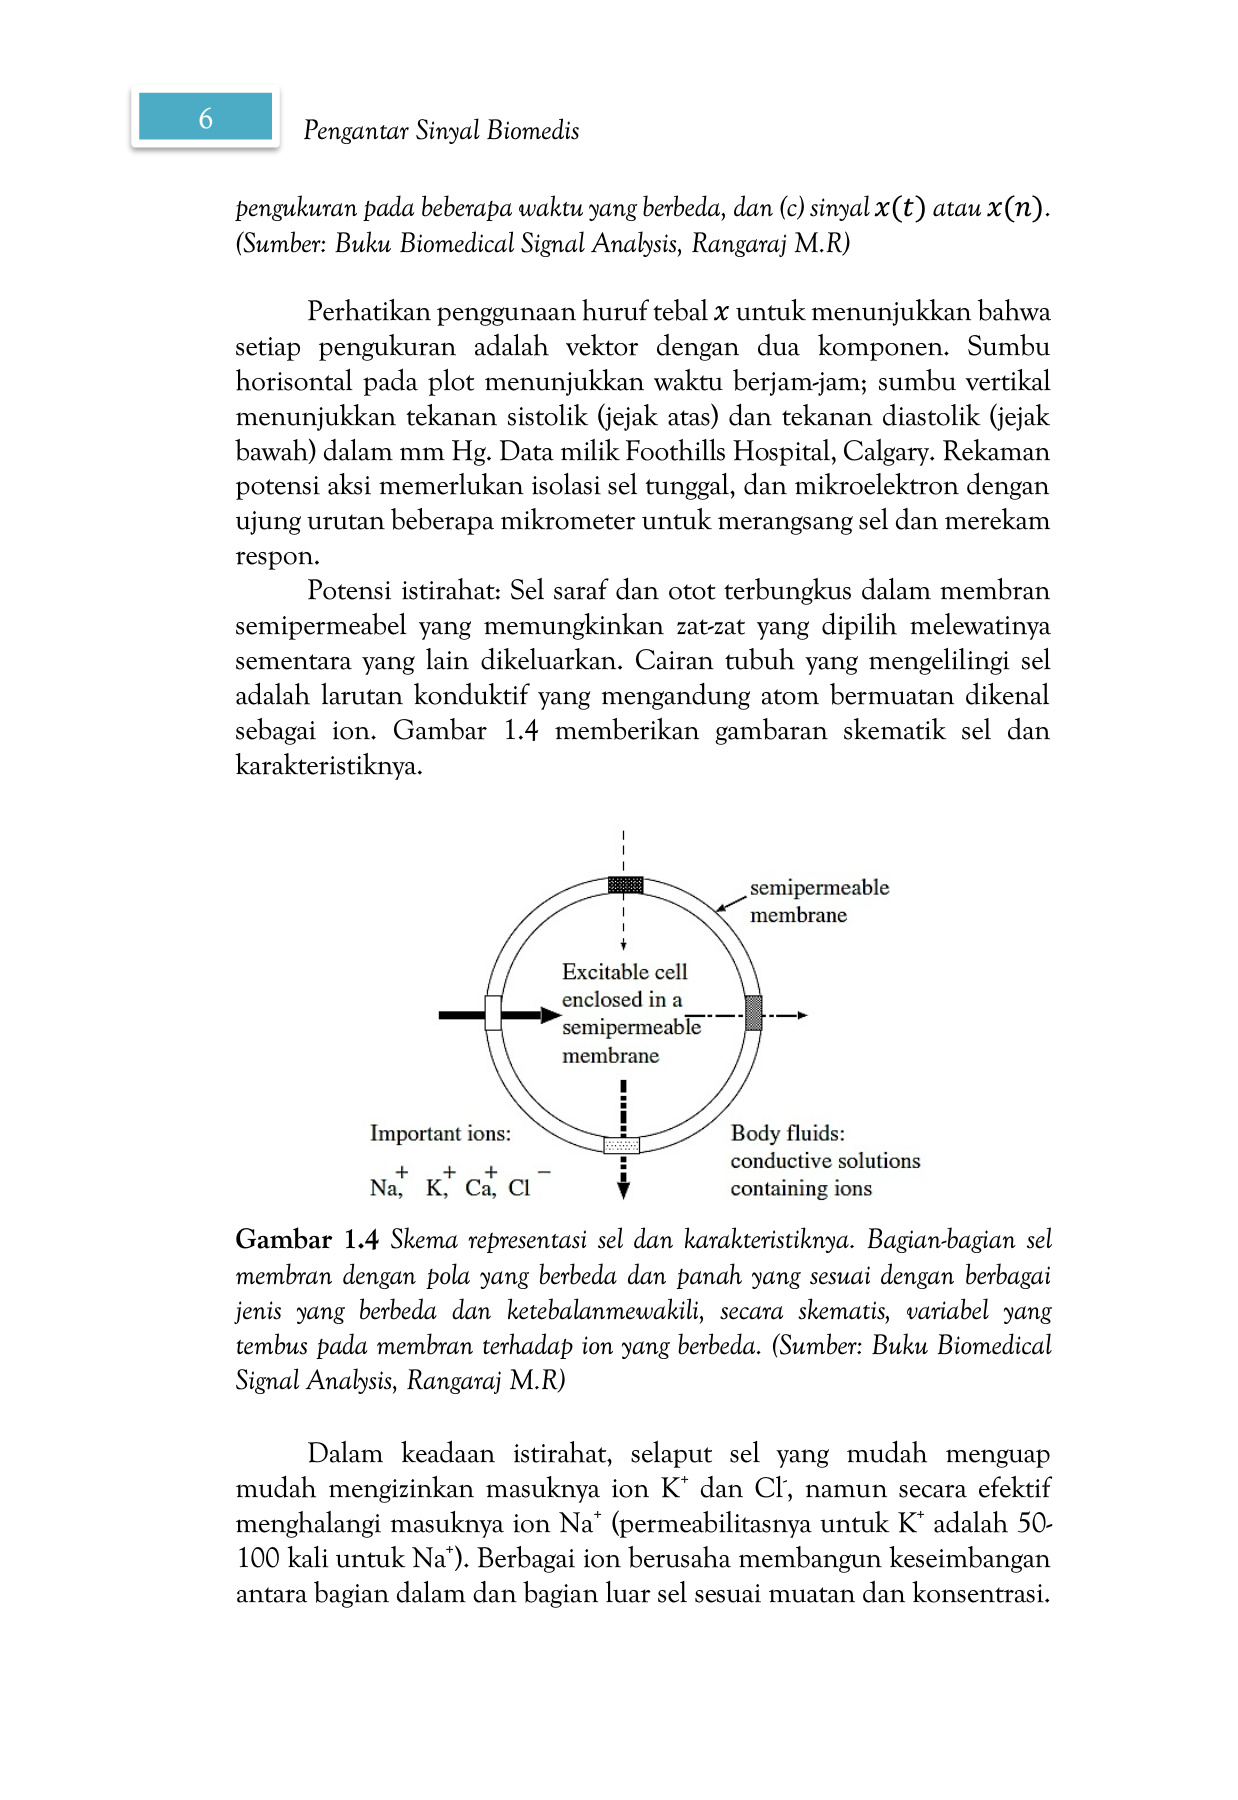 6
Pengantar Sinyal Biomedis
pengukuran pada beberapa waktu yang berbeda, dan (c) sinyal x(t) atau x(n).
(Sumber: Buku Biomedical Signal Analysis, Rangaraj M.R)
Perhatikan penggunaan huruf tebal x untuk menunjukkan bahwa
setiap pengukuran adalah vektor dengan dua komponen. Sumbu
horisontal pada plot menunjukkan waktu berjam-jam; sumbu vertikal
menunjukkan tekanan sistolik (jejak atas) dan tekanan diastolik (jejak
bawah) dalam mm Hg. Data milik Foothills Hospital, Calgary. Rekaman
potensi aksi memerlukan isolasi sel tunggal, dan mikroelektron dengan
ujung urutan beberapa mikrometer untuk merangsang sel dan merekam
respon.
Potensi istirahat: Sel saraf dan otot terbungkus dalam membran
semipermeabel yang memungkinkan zat-zat yang dipilih melewatinya
sementara yang lain dikeluarkan. Cairan tubuh yang mengelilingi sel
adalah larutan konduktif yang mengandung atom bermuatan dikenal
sebagai ion. Gambar 1.4 memberikan gambaran skematik sel dan
karakteristiknya.
semipermeable
membrane
Excitable cell
enclosed in a
semipermeable
membrane
Important ions:
Na⁺, K⁺, Ca⁺, Cl⁻
Body fluids:
conductive solutions
containing ions
Gambar 1.4 Skema representasi sel dan karakteristiknya. Bagian-bagian sel
membran dengan pola yang berbeda dan panah yang sesuai dengan berbagai
jenis yang berbeda dan ketebalanmewakili, secara skematis, variabel yang
tembus pada membran terhadap ion yang berbeda. (Sumber: Buku Biomedical
Signal Analysis, Rangaraj M.R)
Dalam keadaan istirahat, selaput sel yang mudah menguap
mudah mengizinkan masuknya ion K⁺ dan Cl⁻, namun secara efektif
menghalangi masuknya ion Na⁺ (permeabilitasnya untuk K⁺ adalah 50-
100 kali untuk Na⁺). Berbagai ion berusaha membangun keseimbangan
antara bagian dalam dan bagian luar sel sesuai muatan dan konsentrasi.